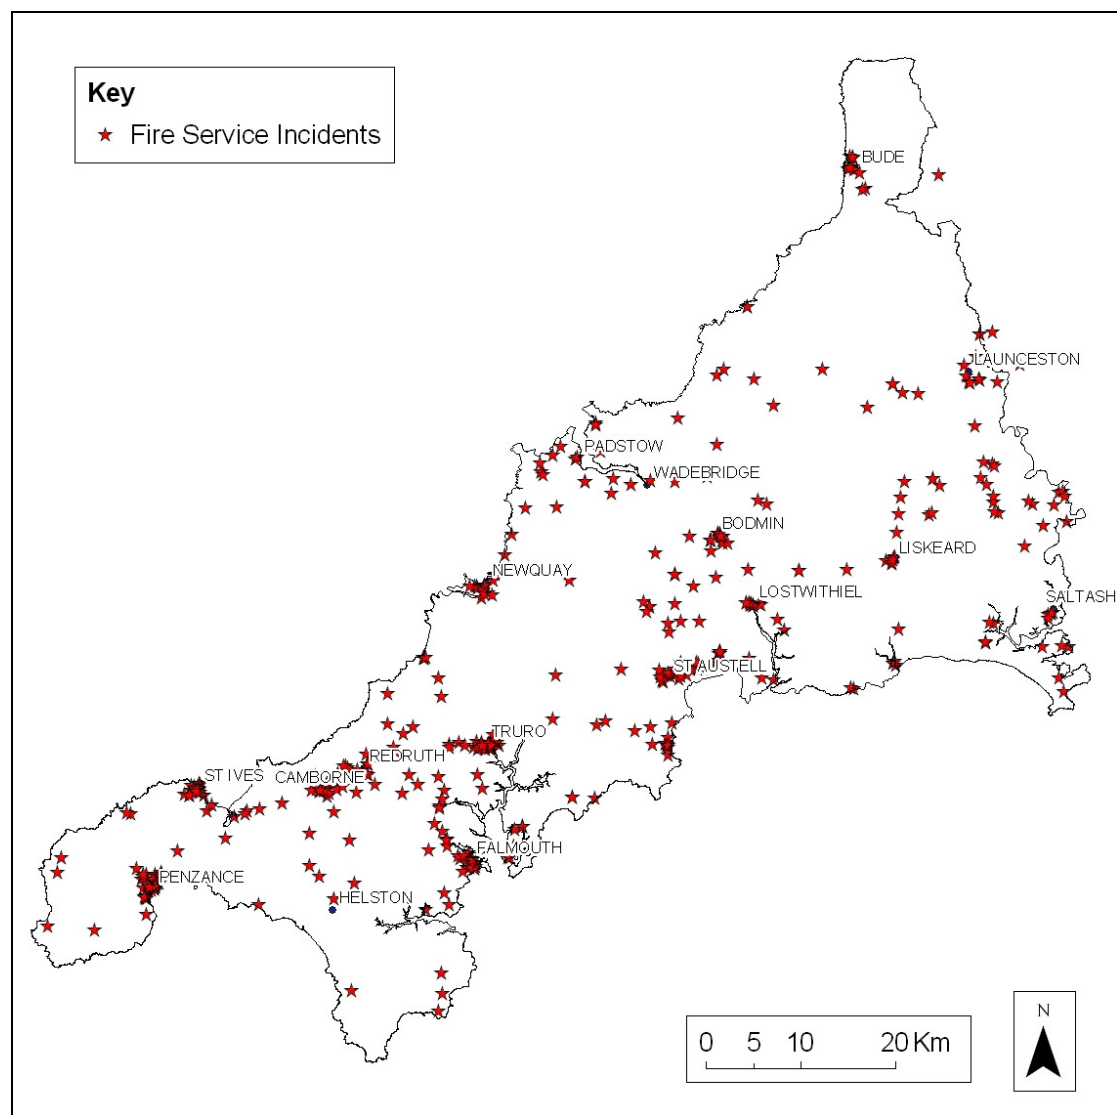 Key
Fire Service Incidents
BUDE
LAUNCESTON
PADSTOW
WADEBRIDGE
BODMIN
LISKEARD
NEWQUAY
LOSTWITHIEL
SALTASH
ST AUSTELL
TRURO
REDRUTH
ST IVES
CAMBORNE
FALMOUTH
PENZANCE
HELSTON
N
0 5 10 20 Km